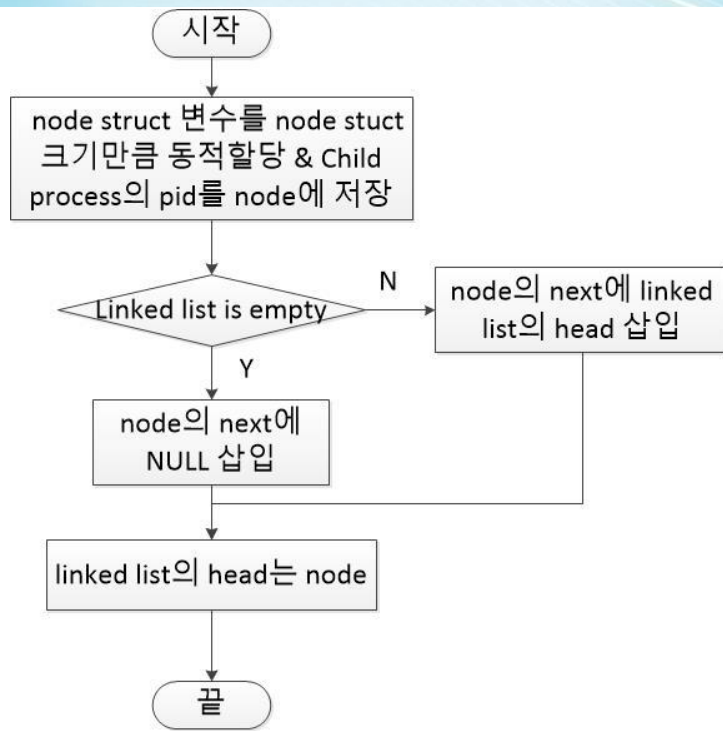 시작
node struct 변수를 node stuct
크기만큼 동적할당 & Child
process의 pid를 node에 저장
Linked list is empty
N
node의 next에 linked
list의 head 삽입
Y
node의 next에
NULL 삽입
linked list의 head는 node
끝